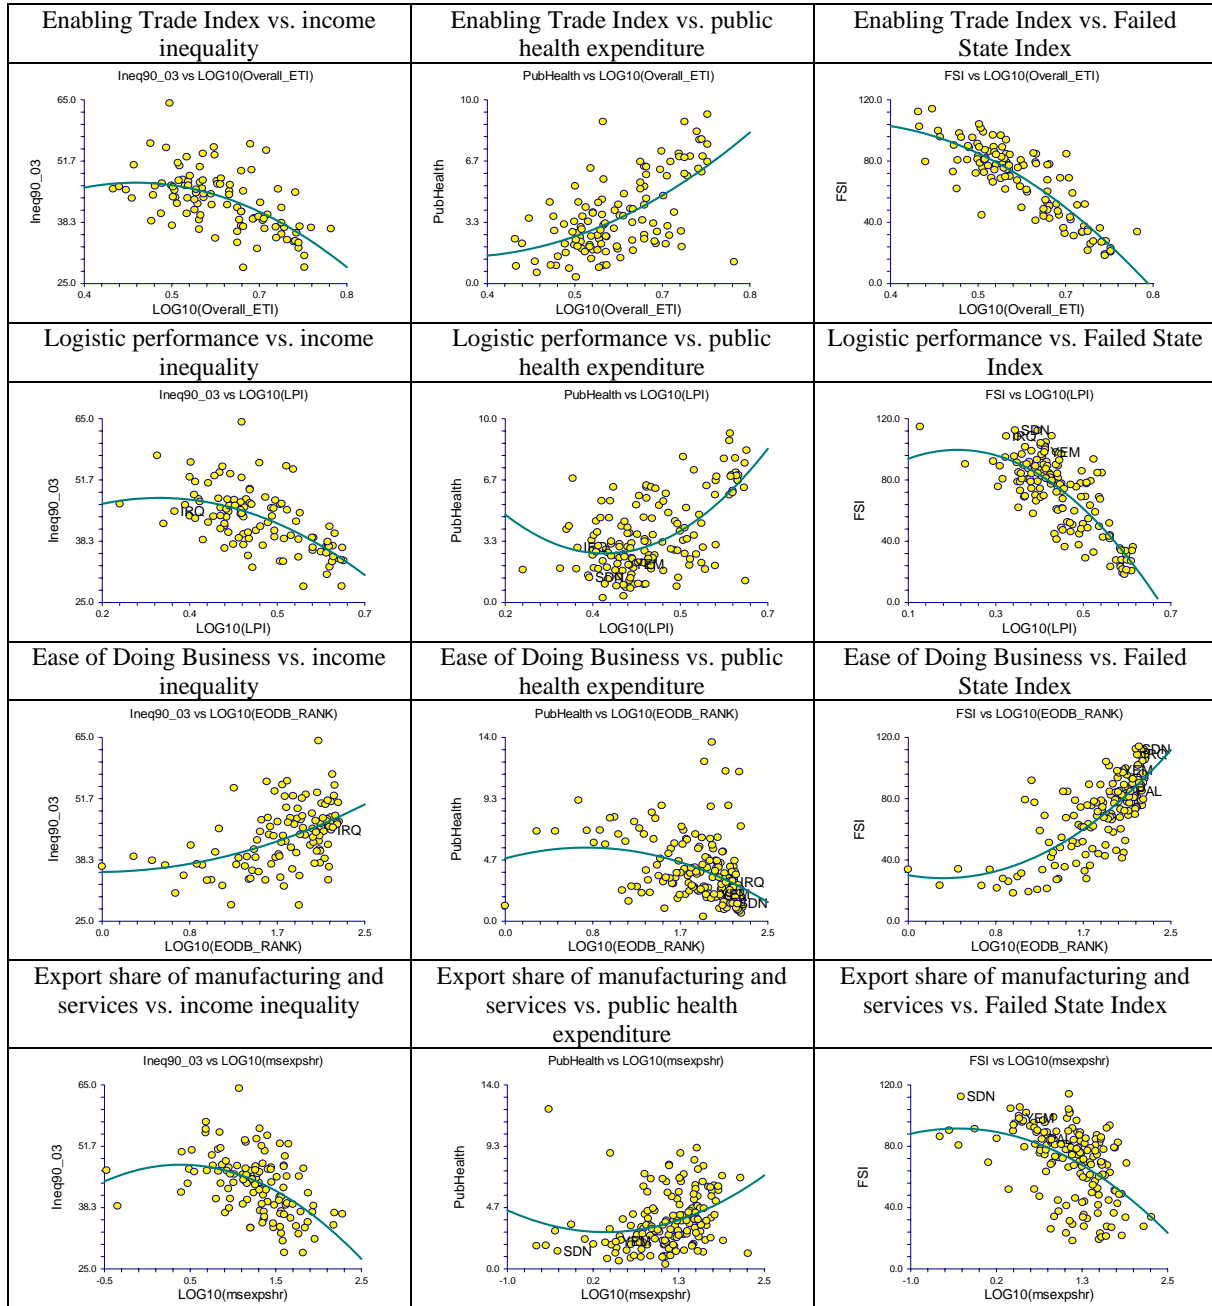 Enabling Trade Index vs. income
inequality
Enabling Trade Index vs. public
health expenditure
Enabling Trade Index vs. Failed
State Index
Ineq90_03 vs LOG10(Overall_ETI)
65.0
51.7
38.3
25.0
Ineq90_03
0.4 0.5 0.7 0.8
LOG10(Overall_ETI)
PubHealth vs LOG10(Overall_ETI)
10.0
6.7
3.3
0.0
PubHealth
0.4 0.5 0.7 0.8
LOG10(Overall_ETI)
FSI vs LOG10(Overall_ETI)
120.0
80.0
40.0
0.0
FSI
0.4 0.5 0.7 0.8
LOG10(Overall_ETI)
Logistic performance vs. income
inequality
Logistic performance vs. public
health expenditure
Logistic performance vs. Failed State
Index
Ineq90_03 vs LOG10(LPI)
65.0
51.7
38.3
25.0
Ineq90_03
IRQ
0.2 0.4 0.5 0.7
LOG10(LPI)
PubHealth vs LOG10(LPI)
10.0
6.7
3.3
0.0
PubHealth
IRQ
YEM
SDN
0.2 0.4 0.5 0.7
LOG10(LPI)
FSI vs LOG10(LPI)
120.0
80.0
40.0
0.0
FSI
SDN
IRQ
YEM
0.1 0.3 0.5 0.7
LOG10(LPI)
Ease of Doing Business vs. income
inequality
Ease of Doing Business vs. public
health expenditure
Ease of Doing Business vs. Failed
State Index
Ineq90_03 vs LOG10(EODB_RANK)
65.0
51.7
38.3
25.0
Ineq90_03
IRQ
0.0 0.8 1.7 2.5
LOG10(EODB_RANK)
PubHealth vs LOG10(EODB_RANK)
14.0
9.3
4.7
0.0
PubHealth
IRQ
YEM
SDN
0.0 0.8 1.7 2.5
LOG10(EODB_RANK)
FSI vs LOG10(EODB_RANK)
120.0
80.0
40.0
0.0
FSI
SDN
IRQ
YEM
PAL
0.0 0.8 1.7 2.5
LOG10(EODB_RANK)
Export share of manufacturing and
services vs. income inequality
Export share of manufacturing and
services vs. public health
expenditure
Export share of manufacturing and
services vs. Failed State Index
Ineq90_03 vs LOG10(msexpshr)
65.0
51.7
38.3
25.0
Ineq90_03
-0.5 0.5 1.5 2.5
LOG10(msexpshr)
PubHealth vs LOG10(msexpshr)
14.0
9.3
4.7
0.0
PubHealth
YEM
SDN
-1.0 0.2 1.3 2.5
LOG10(msexpshr)
FSI vs LOG10(msexpshr)
120.0
80.0
40.0
0.0
FSI
SDN
YEM
PAL
-1.0 0.2 1.3 2.5
LOG10(msexpshr)